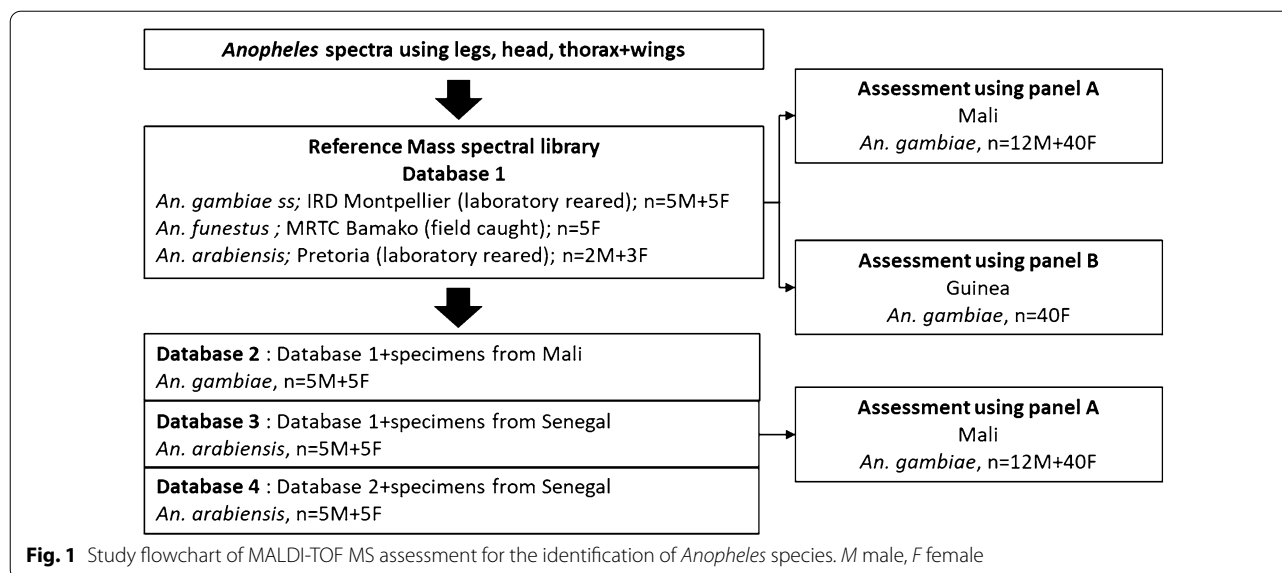 Anopheles spectra using legs, head, thorax+wings
Reference Mass spectral library
Database 1
An. gambiae ss; IRD Montpellier (laboratory reared); n=5M+5F
An. funestus ; MRTC Bamako (field caught); n=5F
An. arabiensis; Pretoria (laboratory reared); n=2M+3F
Assessment using panel A
Mali
An. gambiae, n=12M+40F
Assessment using panel B
Guinea
An. gambiae, n=40F
Database 2 : Database 1+specimens from Mali
An. gambiae, n=5M+5F
Database 3 : Database 1+specimens from Senegal
An. arabiensis, n=5M+5F
Database 4 : Database 2+specimens from Senegal
An. arabiensis, n=5M+5F
Assessment using panel A
Mali
An. gambiae, n=12M+40F
Fig. 1 Study flowchart of MALDI-TOF MS assessment for the identification of Anopheles species. M male, F female